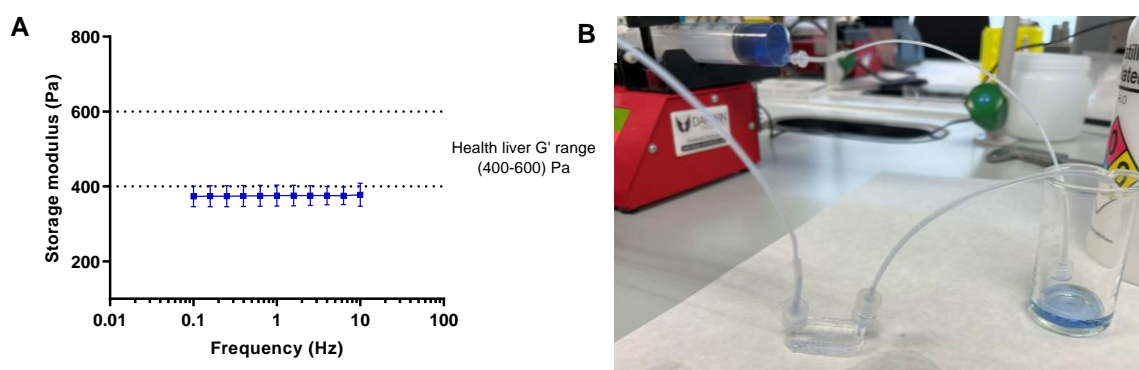 A
800
600
400
200
Storage modulus (Pa)
0.01 0.1 1 10 100
Frequency (Hz)
Health liver G' range
(400-600) Pa
B